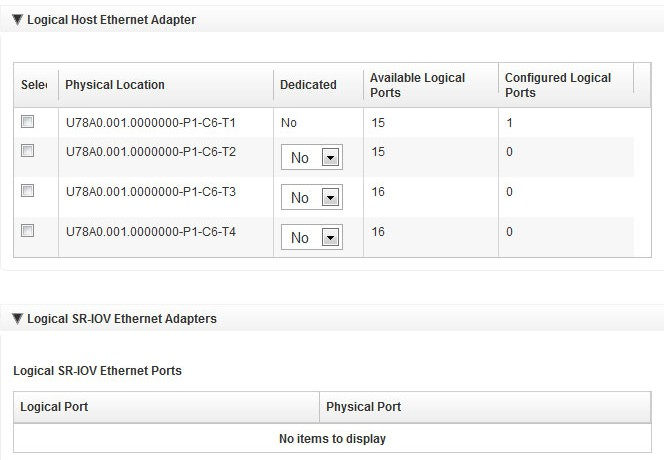 Logical Host Ethernet Adapter
Selec Physical Location Dedicated Available Logical Ports Configured Logical Ports
U78A0.001.0000000-P1-C6-T1 No 15 1
U78A0.001.0000000-P1-C6-T2 No 15 0
U78A0.001.0000000-P1-C6-T3 No 16 0
U78A0.001.0000000-P1-C6-T4 No 16 0
Logical SR-IOV Ethernet Adapters
Logical SR-IOV Ethernet Ports
Logical Port Physical Port
No items to display